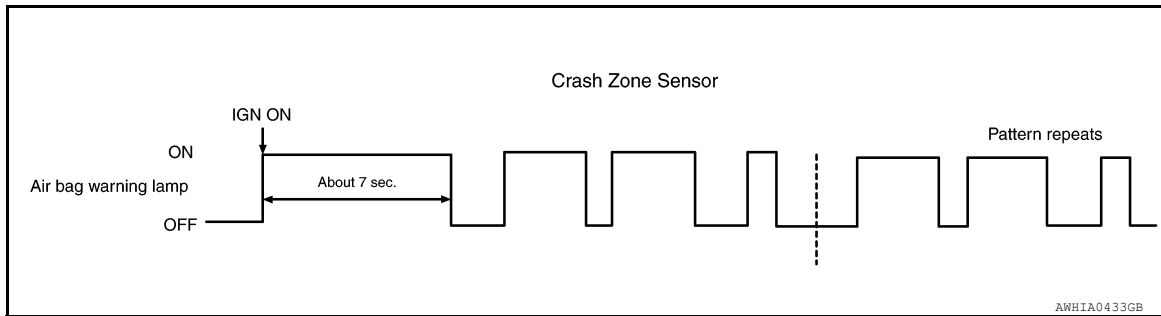 Crash Zone Sensor
IGN ON
Pattern repeats
ON
Air bag warning lamp
About 7 sec.
OFF
AWHIA0433GB